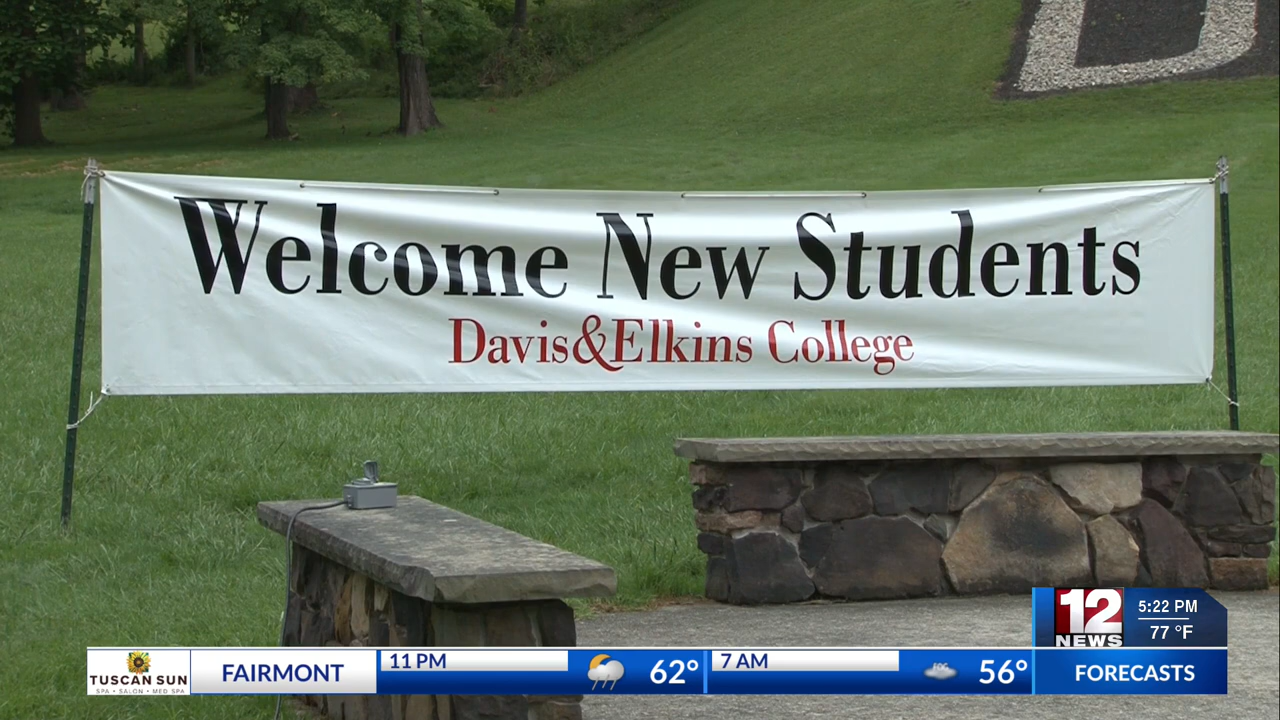 Welcome New Students
Davis&Elkins College
12
NEWS
5:22 PM
77 °F
TUSCAN SUN
SPA • SALON • MED SPA
FAIRMONT
11 PM
62°
7 AM
56°
FORECASTS